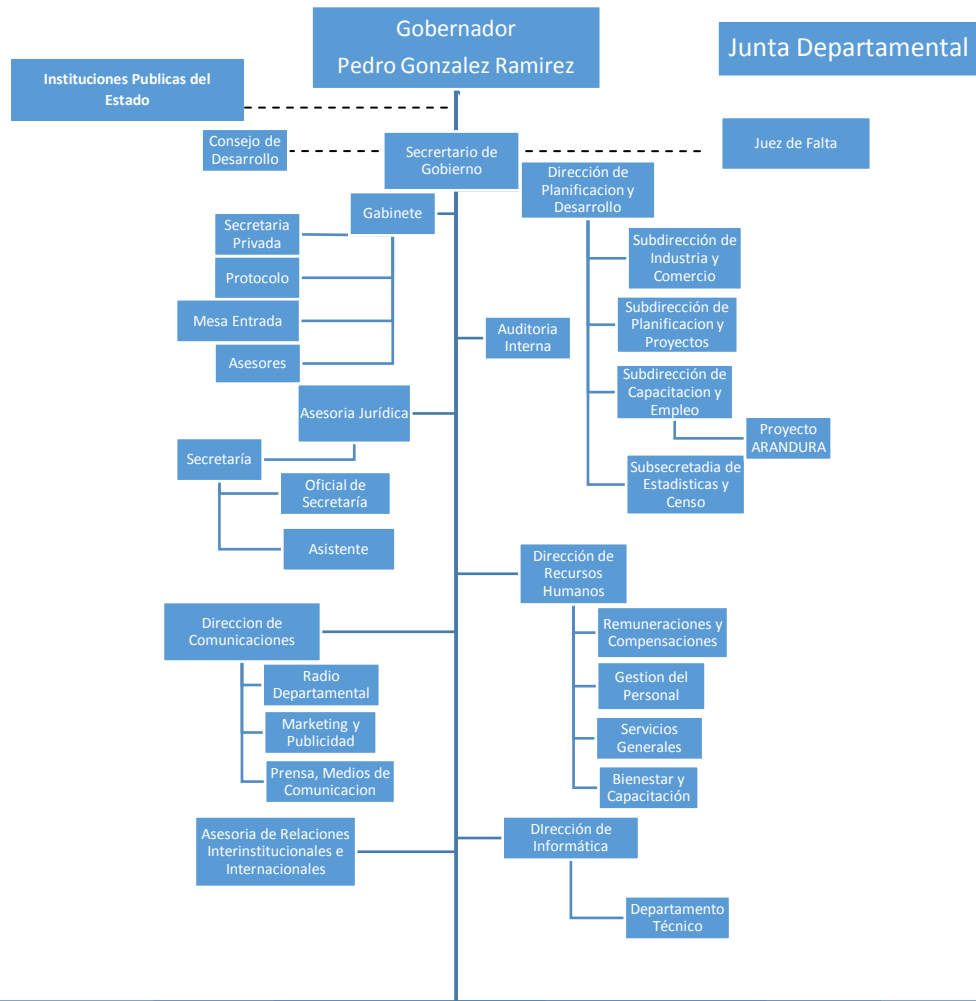 Gobernador
Pedro Gonzalez Ramirez
Junta Departamental
Instituciones Publicas del
Estado
Consejo de
Desarrollo
Secrertario de
Gobierno
Juez de Falta
Dirección de
Planificacion y
Desarrollo
Gabinete
Secretaria
Privada
Protocolo
Mesa Entrada
Asesores
Subdirección de
Industria y
Comercio
Subdirección de
Planificacion y
Proyectos
Auditoria
Interna
Subdirección de
Capacitacion y
Empleo
Proyecto
ARANDURA
Subsecretadia de
Estadisticas y
Censo
Asesoria Jurídica
Secretaría
Oficial de
Secretaría
Asistente
Dirección de
Recursos
Humanos
Remuneraciones y
Compensaciones
Gestion del
Personal
Servicios
Generales
Bienestar y
Capacitación
Direccion de
Comunicaciones
Radio
Departamental
Marketing y
Publicidad
Prensa, Medios de
Comunicacion
Asesoria de Relaciones
Interinstitucionales e
Internacionales
DIrección de
Informática
Departamento
Técnico